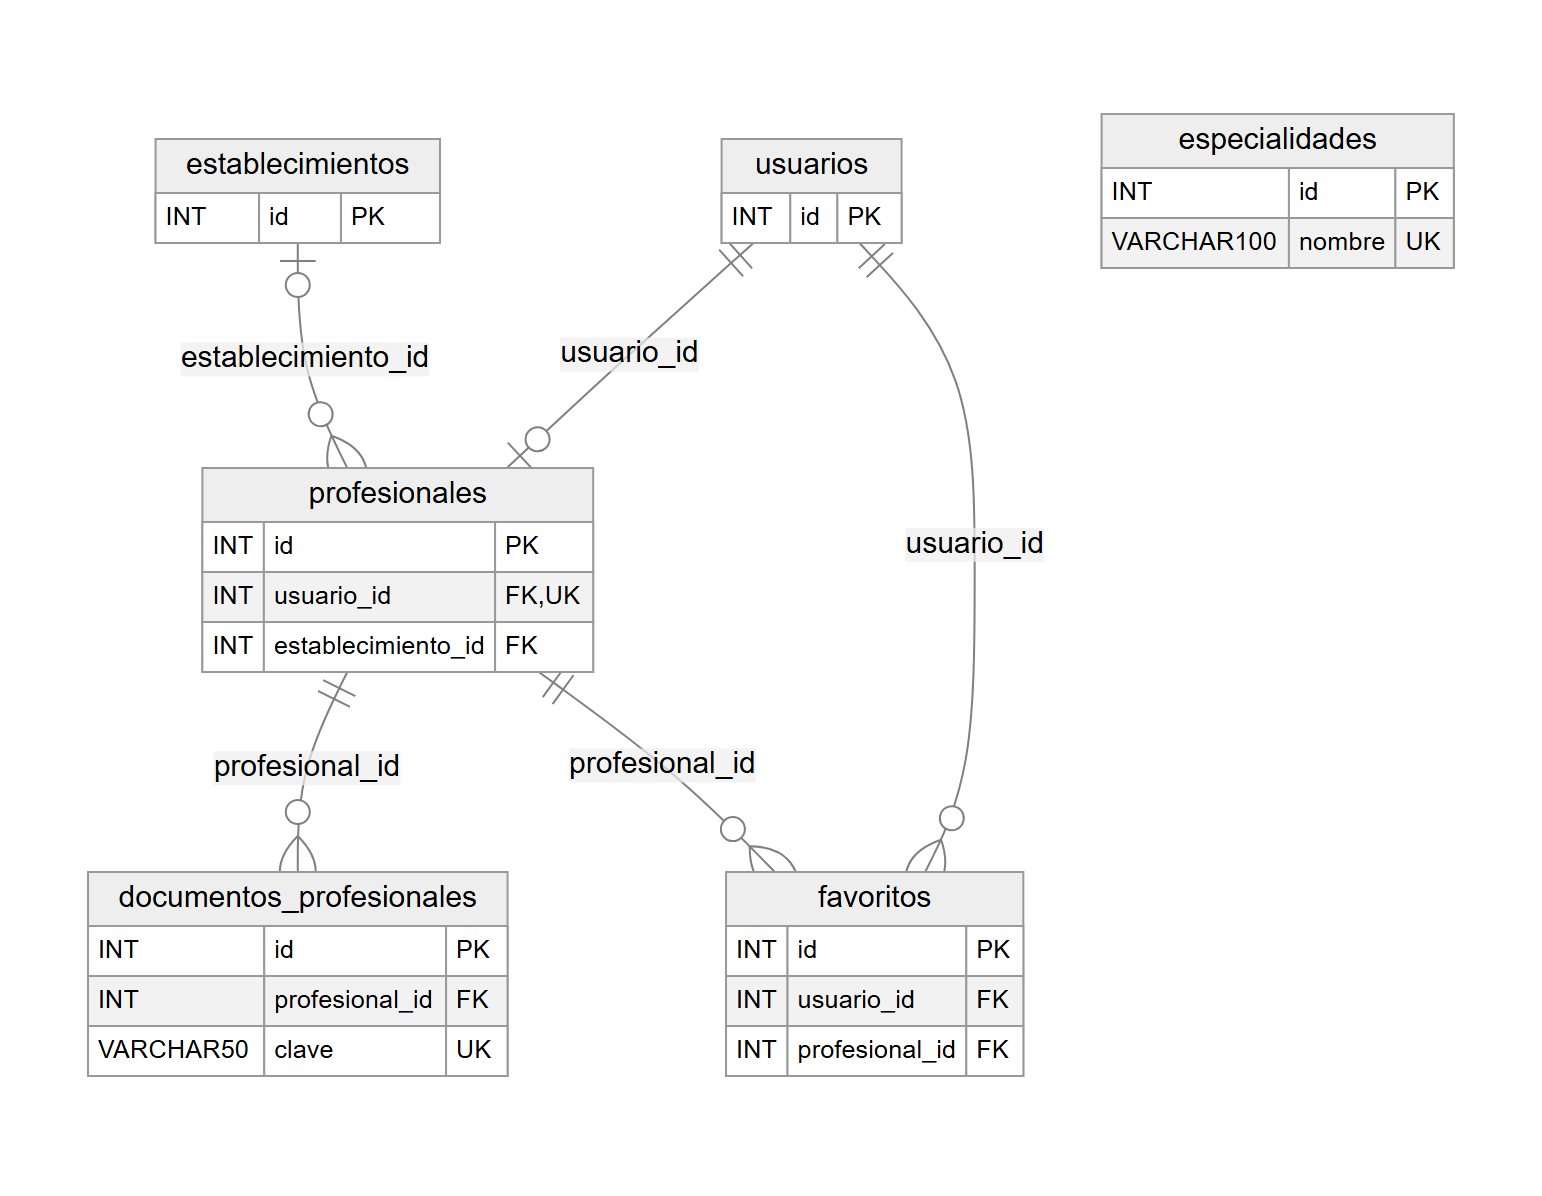 establecimientos
INT id PK
usuarios
INT id PK
especialidades
INT id PK
VARCHAR100 nombre UK
establecimiento_id
usuario_id
profesionales
INT id PK
INT usuario_id FK,UK
INT establecimiento_id FK
usuario_id
profesional_id
profesional_id
documentos_profesionales
INT id PK
INT profesional_id FK
VARCHAR50 clave UK
favoritos
INT id PK
INT usuario_id FK
INT profesional_id FK